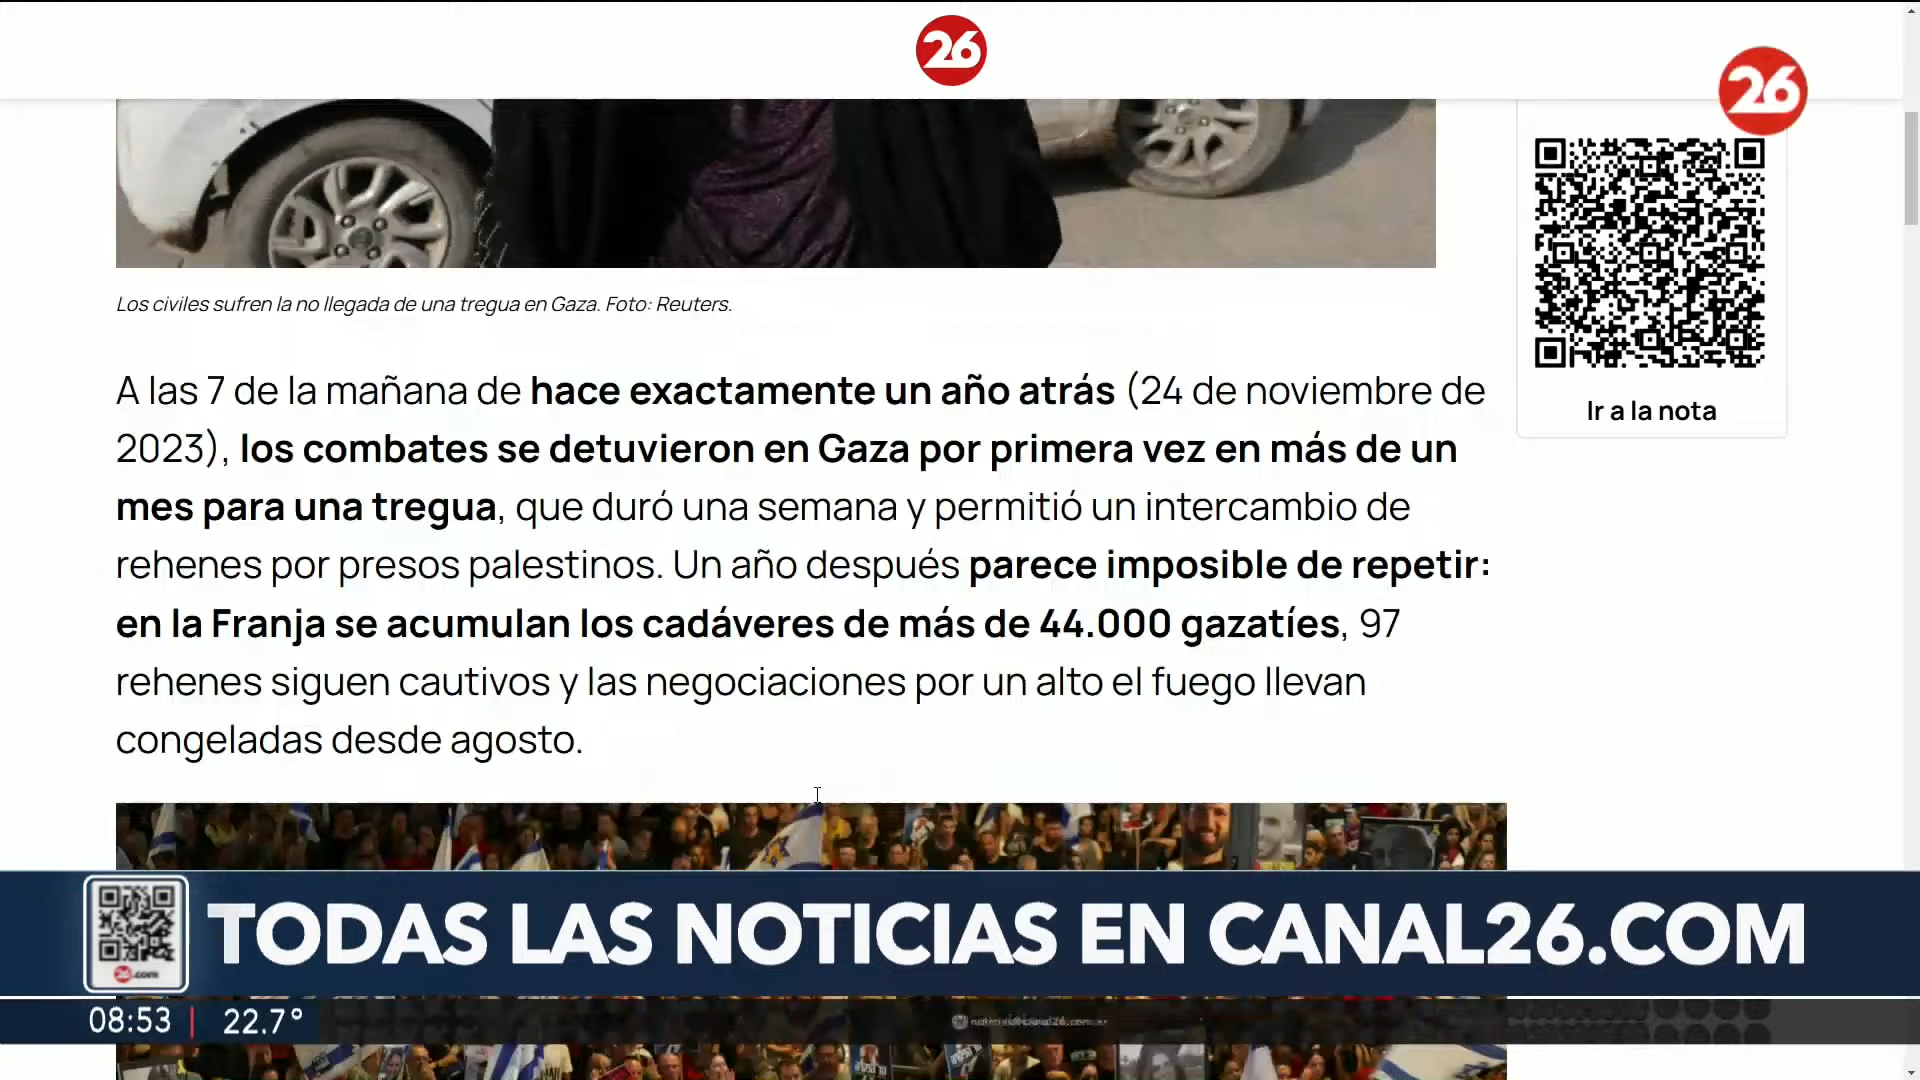 26
26
Los civiles sufren la no llegada de una tregua en Gaza. Foto: Reuters.
A las 7 de la mañana de hace exactamente un año atrás (24 de noviembre de
2023), los combates se detuvieron en Gaza por primera vez en más de un
mes para una tregua, que duró una semana y permitió un intercambio de
rehenes por presos palestinos. Un año después parece imposible de repetir:
en la Franja se acumulan los cadáveres de más de 44.000 gazatíes, 97
rehenes siguen cautivos y las negociaciones por un alto el fuego llevan
congeladas desde agosto.
Ir a la nota
TODAS LAS NOTICIAS EN CANAL26.COM
26.com
08:53 22.7°